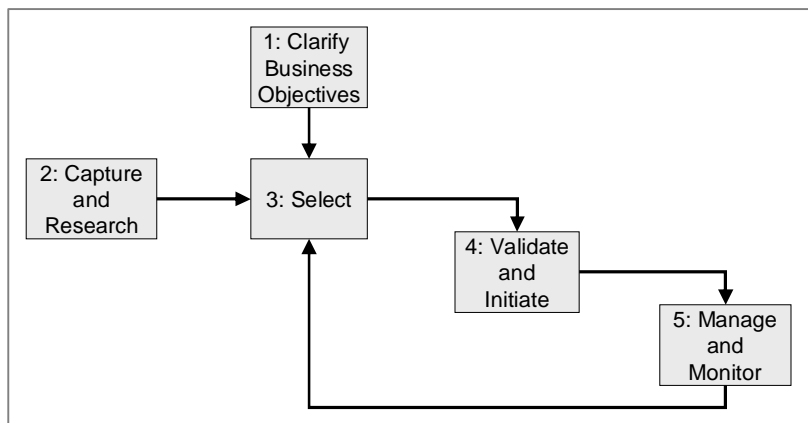 1: Clarify
Business
Objectives
2: Capture
and
Research
3: Select
4: Validate
and
Initiate
5: Manage
and
Monitor